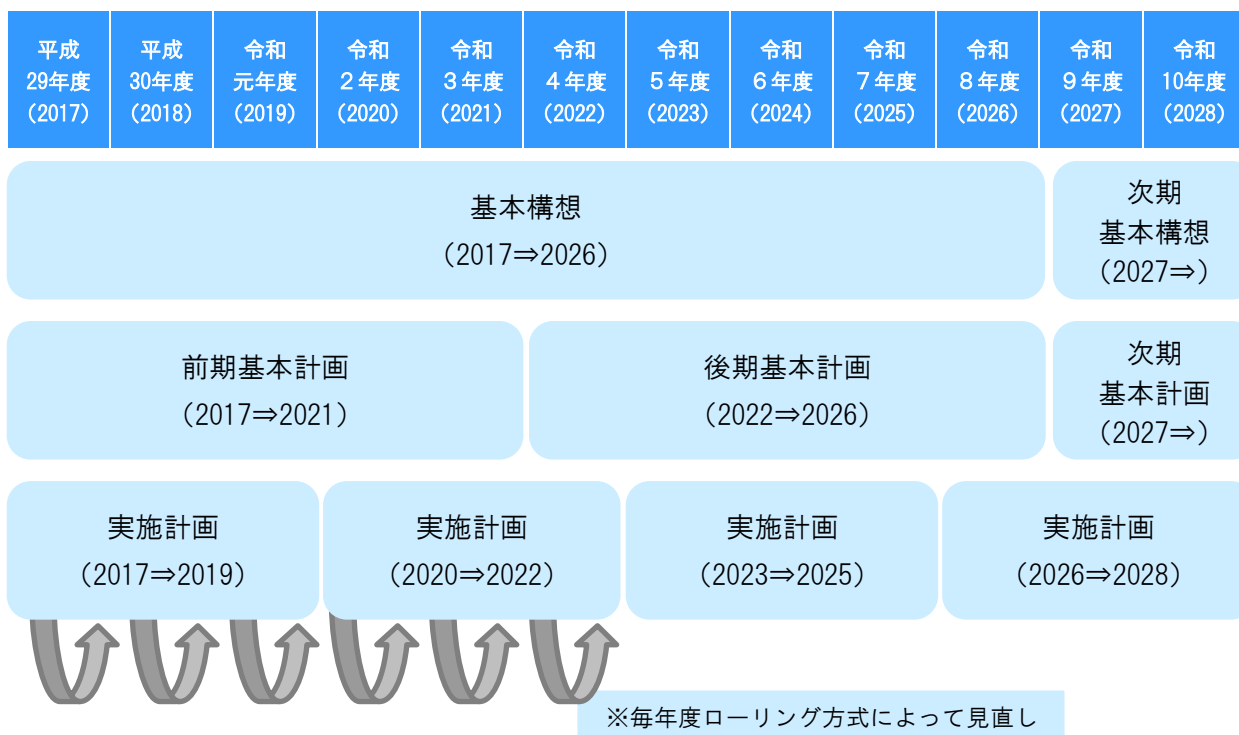 平成
29年度
（2017）
平成
30年度
（2018）
令和
元年度
（2019）
令和
２年度
（2020）
令和
３年度
（2021）
令和
４年度
（2022）
令和
５年度
（2023）
令和
６年度
（2024）
令和
７年度
（2025）
令和
８年度
（2026）
令和
９年度
（2027）
令和
10年度
（2028）
基本構想
（2017⇒2026）
次期
基本構想
（2027⇒）
前期基本計画
（2017⇒2021）
後期基本計画
（2022⇒2026）
次期
基本計画
（2027⇒）
実施計画
（2017⇒2019）
実施計画
（2020⇒2022）
実施計画
（2023⇒2025）
実施計画
（2026⇒2028）
※毎年度ローリング方式によって見直し